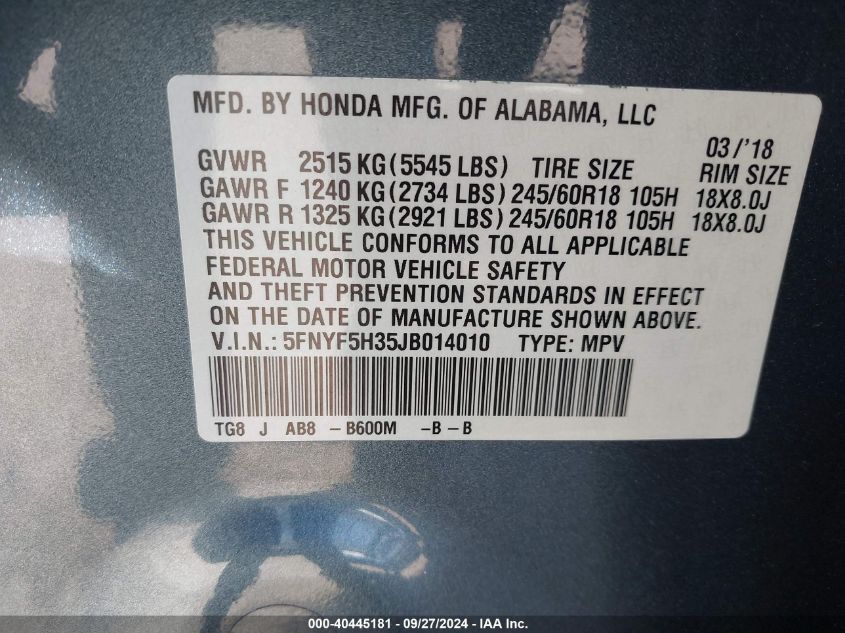 MFD. BY HONDA MFG. OF ALABAMA, LLC
03/'18
GVWR 2515 KG (5545 LBS) TIRE SIZE RIM SIZE
GAWR F 1240 KG (2734 LBS) 245/60R18 105H 18X8.0J
GAWR R 1325 KG (2921 LBS) 245/60R18 105H 18X8.0J
THIS VEHICLE CONFORMS TO ALL APPLICABLE
FEDERAL MOTOR VEHICLE SAFETY
AND THEFT PREVENTION STANDARDS IN EFFECT
ON THE DATE OF MANUFACTURE SHOWN ABOVE.
V.I.N.: 5FNYF5H35JB014010 TYPE: MPV
TG8 J AB8 - B600M - B - B
000-40445181 - 09/27/2024 - IAA Inc.